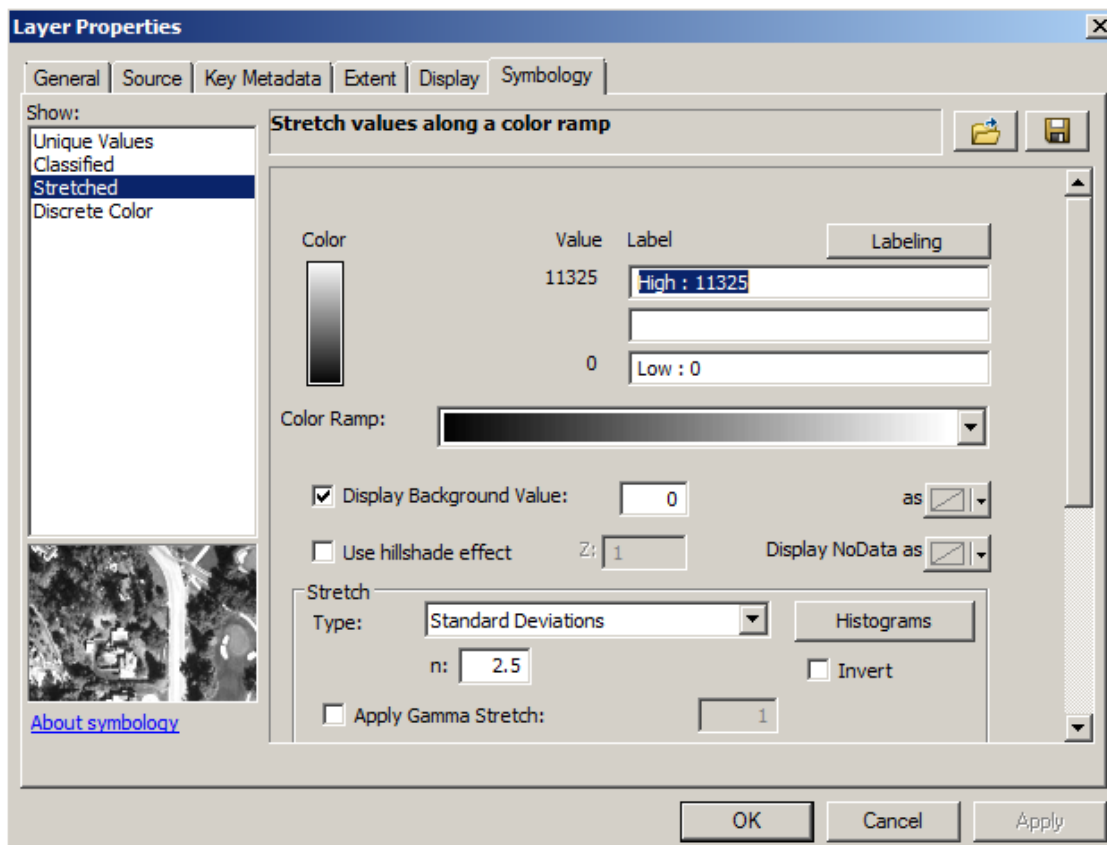 Layer Properties
General Source Key Metadata Extent Display Symbology
Show:
Unique Values
Classified
Stretched
Discrete Color
About symbology
Stretch values along a color ramp
Color Value Label Labeling
11325 High : 11325
0 Low : 0
Color Ramp:
Display Background Value: 0 as
Use hillshade effect Z: 1 Display NoData as
Stretch
Type: Standard Deviations Histograms
n: 2.5 Invert
Apply Gamma Stretch: 1
OK Cancel Apply